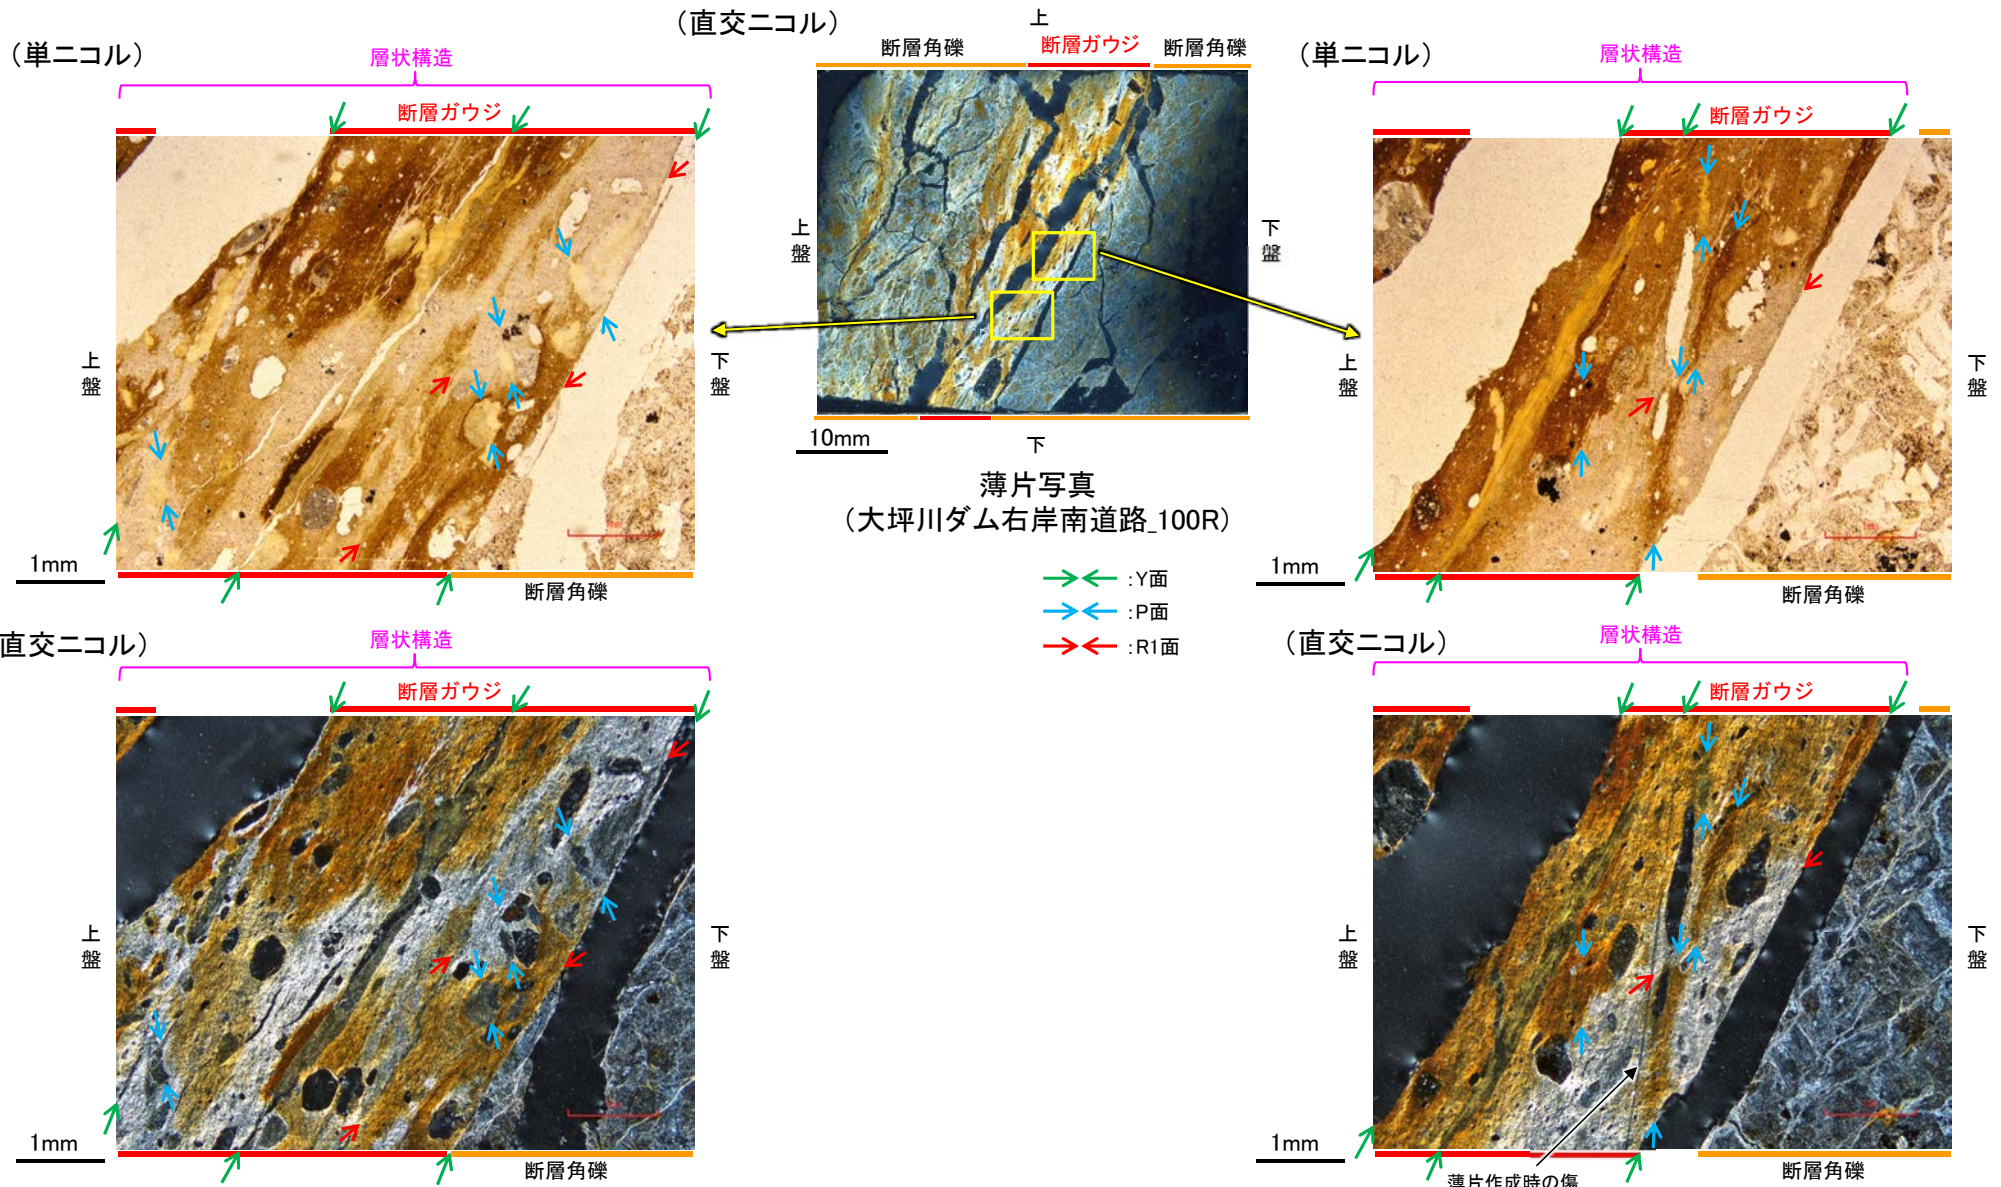 （直交ニコル）
上
断層角礫
断層ガウジ
断層角礫
上
盤
下
盤
10mm
下
薄片写真
（大坪川ダム右岸南道路_100R）
:Y面
:P面
:R1面
（単ニコル）
層状構造
断層ガウジ
上
盤
下
盤
1mm
断層角礫
（単ニコル）
層状構造
断層ガウジ
上
盤
下
盤
1mm
断層角礫
直交ニコル）
層状構造
断層ガウジ
上
盤
下
盤
1mm
断層角礫
（直交ニコル）
層状構造
断層ガウジ
上
盤
下
盤
1mm
断層角礫
薄片作成時の傷